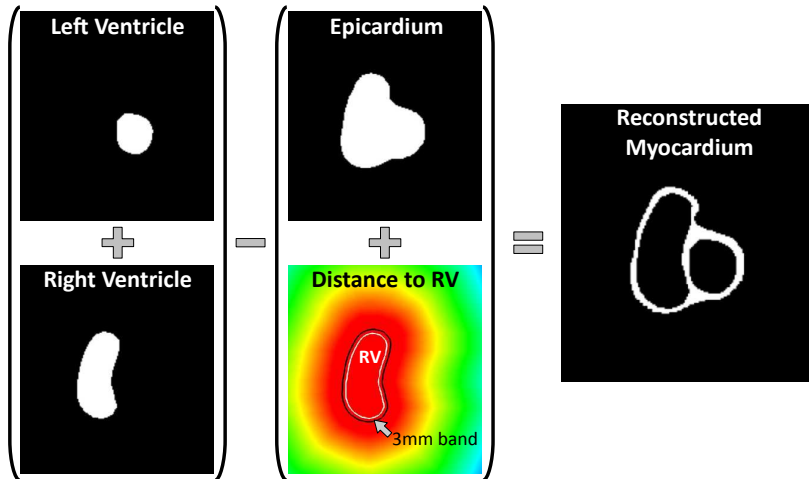 Left Ventricle
Epicardium
Reconstructed
Myocardium
Right Ventricle
Distance to RV
RV
3mm band